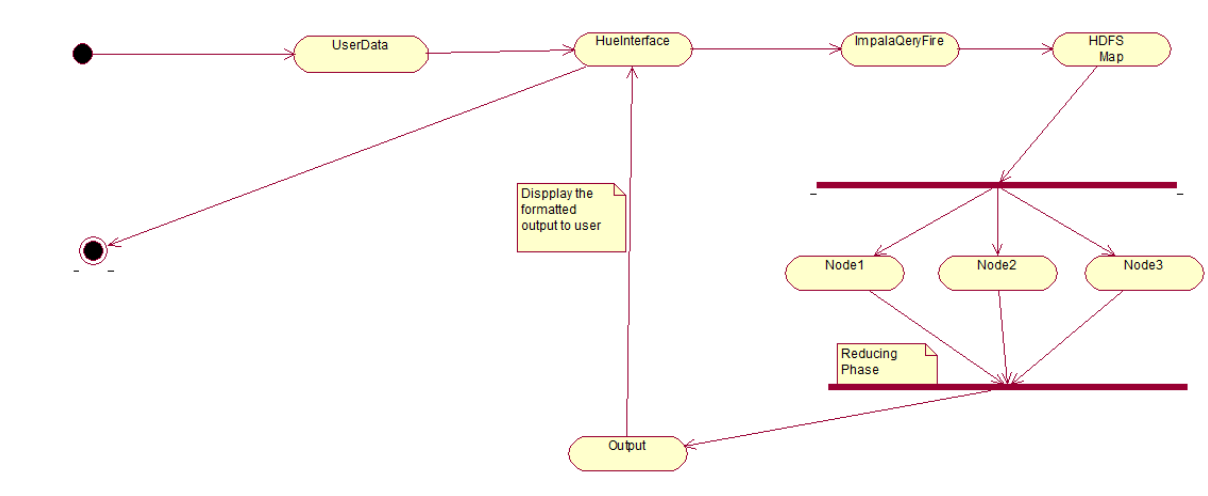 UserData
HueInterface
ImpalaQeryFire
HDFS
Map
Dispplay the
formatted
output to user
Node1
Node2
Node3
Reducing
Phase
Output